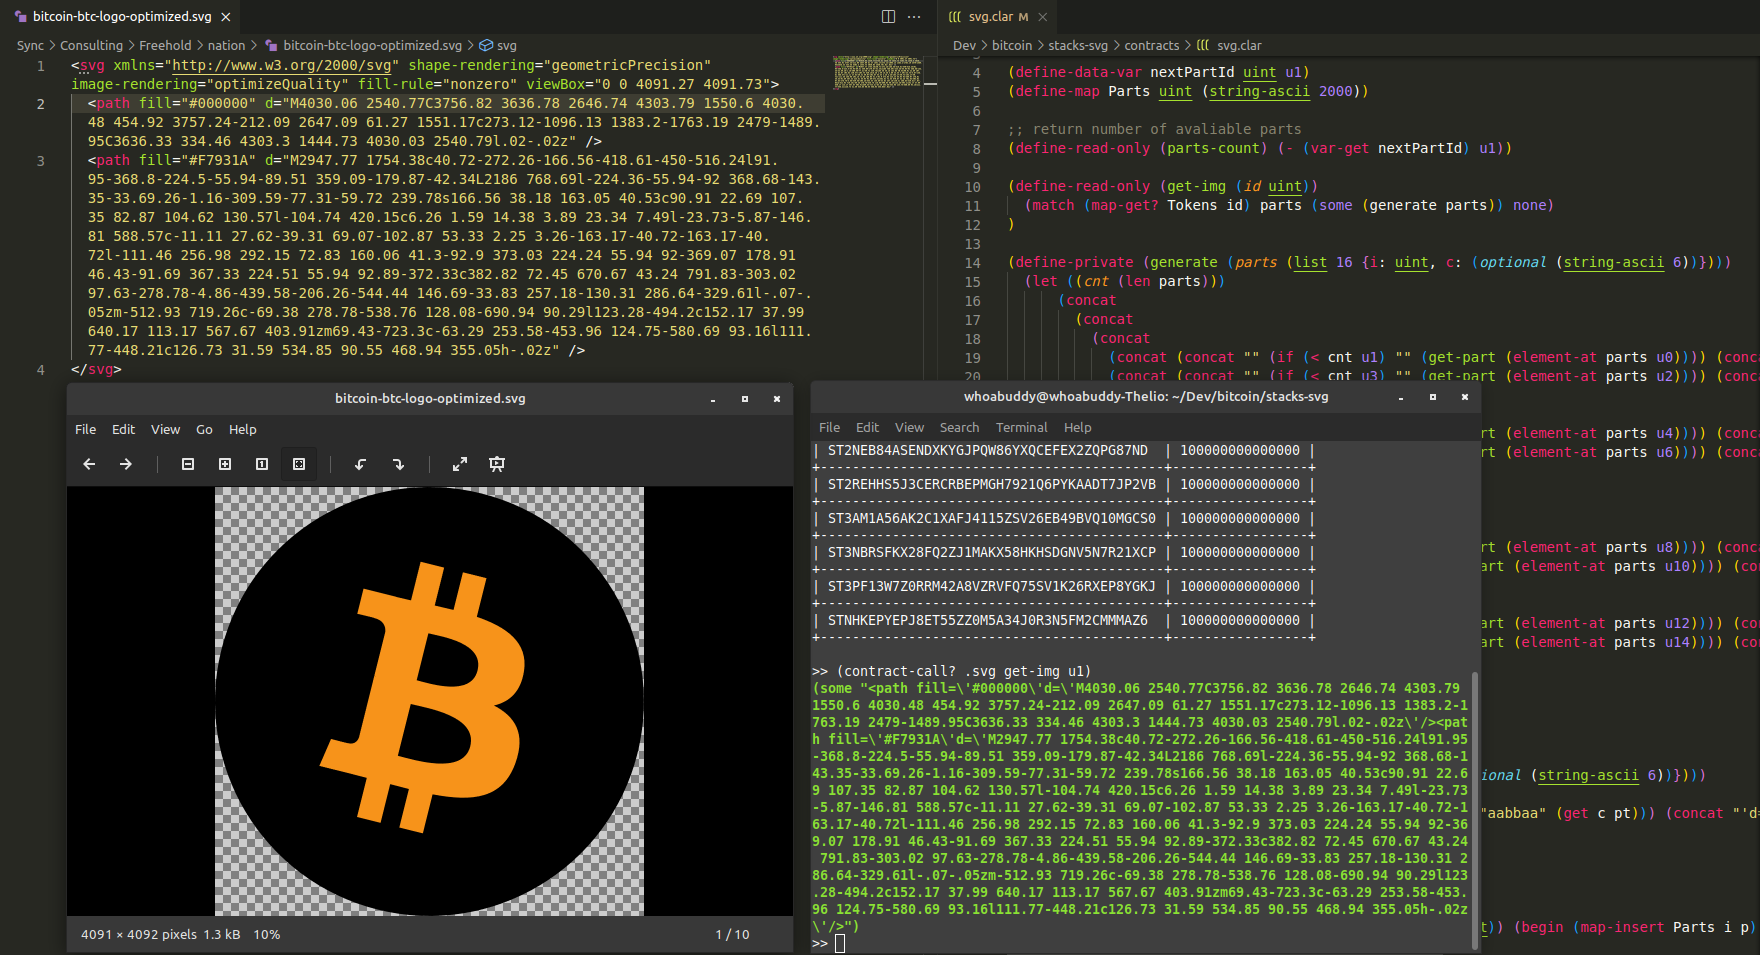 bitcoin-btc-logo-optimized.svg
Sync > Consulting > Freehold > nation > bitcoin-btc-logo-optimized.svg > svg
1 <svg xmlns="http://www.w3.org/2000/svg" shape-rendering="geometricPrecision"
image-rendering="optimizeQuality" fill-rule="nonzero" viewBox="0 0 4091.27 4091.73">
2 <path fill="#000000" d="M4030.06 2540.77C3756.82 3636.78 2646.74 4303.79 1550.6 4030.
48 454.92 3757.24-212.09 2647.09 61.27 1551.17c273.12-1096.13 1383.2-1763.19 2479-1489.
95C3636.33 334.46 4303.3 1444.73 4030.03 2540.79l.02-.02z" />
3 <path fill="#F7931A" d="M2947.77 1754.38c40.72-272.26-166.56-418.61-450-516.24l91.
95-368.8-224.5-55.94-89.51 359.09-179.87-42.34L2186 768.69l-224.36-55.94-92 368.68-143.
35-33.69.26-1.16-309.59-77.31-59.72 239.78s166.56 38.18 163.05 40.53c90.91 22.69 107.
35 82.87 104.62 130.57l-104.74 420.15c6.26 1.59 14.38 3.89 23.34 7.49l-23.73-5.87-146.
81 588.57c-11.11 27.62-39.31 69.07-102.87 53.33 2.25 3.26-163.17-40.72-163.17-40.
72l-111.46 256.98 292.15 72.83 160.06 41.3-92.9 373.03 224.24 55.94 92-369.07 178.91
46.43-91.69 367.33 224.51 55.94 92.89-372.33c382.82 72.45 670.67 43.24 791.83-303.02
97.63-278.78-4.86-439.58-206.26-544.44 146.69-33.83 257.18-130.31 286.64-329.61l-.07-.
05zm-512.93 719.26c-69.38 278.78-538.76 128.08-690.94 90.29l123.28-494.2c152.17 37.99
640.17 113.17 567.67 403.91zm69.43-723.3c-63.29 253.58-453.96 124.75-580.69 93.16l111.
77-448.21c126.73 31.59 534.85 90.55 468.94 355.05h-.02z" />
4 </svg>
svg.clar M
Dev > bitcoin > stacks-svg > contracts > svg.clar
4 (define-data-var nextPartId uint u1)
5 (define-map Parts uint (string-ascii 2000))
6
7 ;; return number of avaliable parts
8 (define-read-only (parts-count) (- (var-get nextPartId) u1))
9
10 (define-read-only (get-img (id uint))
11 (match (map-get? Tokens id) parts (some (generate parts)) none)
12 )
13
14 (define-private (generate (parts (list 16 {i: uint, c: (optional (string-ascii 6))})))
15 (let ((cnt (len parts)))
16 (concat
17 (concat
18 (concat
19 (concat (concat "" (if (< cnt u1) "" (get-part (element-at parts u0)))) (conc
20 (concat (concat "" (if (< cnt u3) "" (get-part (element-at parts u2)))) (conc
rt (element-at parts u4)))) (conc
rt (element-at parts u6)))) (conc
rt (element-at parts u8)))) (conc
art (element-at parts u10)))) (con
art (element-at parts u12)))) (con
art (element-at parts u14)))) (con
ional (string-ascii 6))})))
"aabbaa" (get c pt))) (concat "'d=
t)) (begin (map-insert Parts i p)
bitcoin-btc-logo-optimized.svg
File Edit View Go Help
4091 × 4092 pixels 1.3 kB 10% 1 / 10
whoabuddy@whoabuddy-Thelio: ~/Dev/bitcoin/stacks-svg
File Edit View Search Terminal Help
| ST2NEB84ASENDXKYGJPQW86YXQCEFEX2ZQPG87ND | 100000000000000 |
+-------------------------------------------+-----------------+
| ST2REHHS5J3CERCRBEPMGH7921Q6PYKAADT7JP2VB | 100000000000000 |
+-------------------------------------------+-----------------+
| ST3AM1A56AK2C1XAFJ4115ZSV26EB49BVQ10MGCS0 | 100000000000000 |
+-------------------------------------------+-----------------+
| ST3NBRSFKX28FQ2ZJ1MAKX58HKHSDGNV5N7R21XCP | 100000000000000 |
+-------------------------------------------+-----------------+
| ST3PF13W7Z0RRM42A8VZRVFQ75SV1K26RXEP8YGKJ | 100000000000000 |
+-------------------------------------------+-----------------+
| STNHKEPYEPJ8ET55ZZ0M5A34J0R3N5FM2CMMMAZ6 | 100000000000000 |
+-------------------------------------------+-----------------+
>> (contract-call? .svg get-img u1)
(some "<path fill=\'#000000\'d=\'M4030.06 2540.77C3756.82 3636.78 2646.74 4303.79
1550.6 4030.48 454.92 3757.24-212.09 2647.09 61.27 1551.17c273.12-1096.13 1383.2-1
763.19 2479-1489.95C3636.33 334.46 4303.3 1444.73 4030.03 2540.79l.02-.02z\'/><pat
h fill=\'#F7931A\'d=\'M2947.77 1754.38c40.72-272.26-166.56-418.61-450-516.24l91.95
-368.8-224.5-55.94-89.51 359.09-179.87-42.34L2186 768.69l-224.36-55.94-92 368.68-1
43.35-33.69.26-1.16-309.59-77.31-59.72 239.78s166.56 38.18 163.05 40.53c90.91 22.6
9 107.35 82.87 104.62 130.57l-104.74 420.15c6.26 1.59 14.38 3.89 23.34 7.49l-23.73
-5.87-146.81 588.57c-11.11 27.62-39.31 69.07-102.87 53.33 2.25 3.26-163.17-40.72-1
63.17-40.72l-111.46 256.98 292.15 72.83 160.06 41.3-92.9 373.03 224.24 55.94 92-36
9.07 178.91 46.43-91.69 367.33 224.51 55.94 92.89-372.33c382.82 72.45 670.67 43.24
791.83-303.02 97.63-278.78-4.86-439.58-206.26-544.44 146.69-33.83 257.18-130.31 2
86.64-329.61l-.07-.05zm-512.93 719.26c-69.38 278.78-538.76 128.08-690.94 90.29l123
.28-494.2c152.17 37.99 640.17 113.17 567.67 403.91zm69.43-723.3c-63.29 253.58-453.
96 124.75-580.69 93.16l111.77-448.21c126.73 31.59 534.85 90.55 468.94 355.05h-.02z
\'/>")
>>